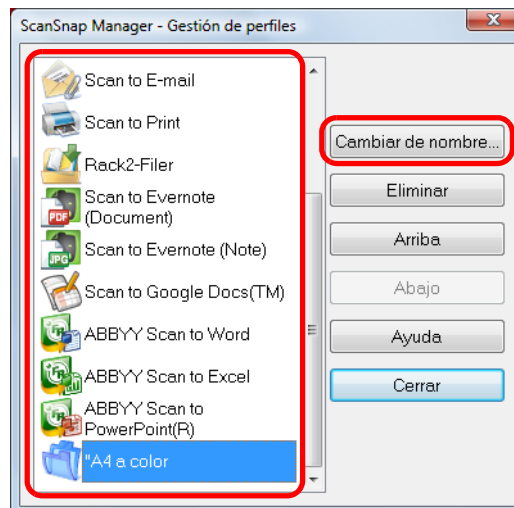 ScanSnap Manager - Gestión de perfiles
Scan to E-mail
Scan to Print
Rack2-Filer
PDF
Scan to Evernote
(Document)
JPG
Scan to Evernote (Note)
Scan to Google Docs(TM)
ABBYY Scan to Word
ABBYY Scan to Excel
ABBYY Scan to
PowerPoint(R)
"A4 a color
Cambiar de nombre...
Eliminar
Arriba
Abajo
Ayuda
Cerrar